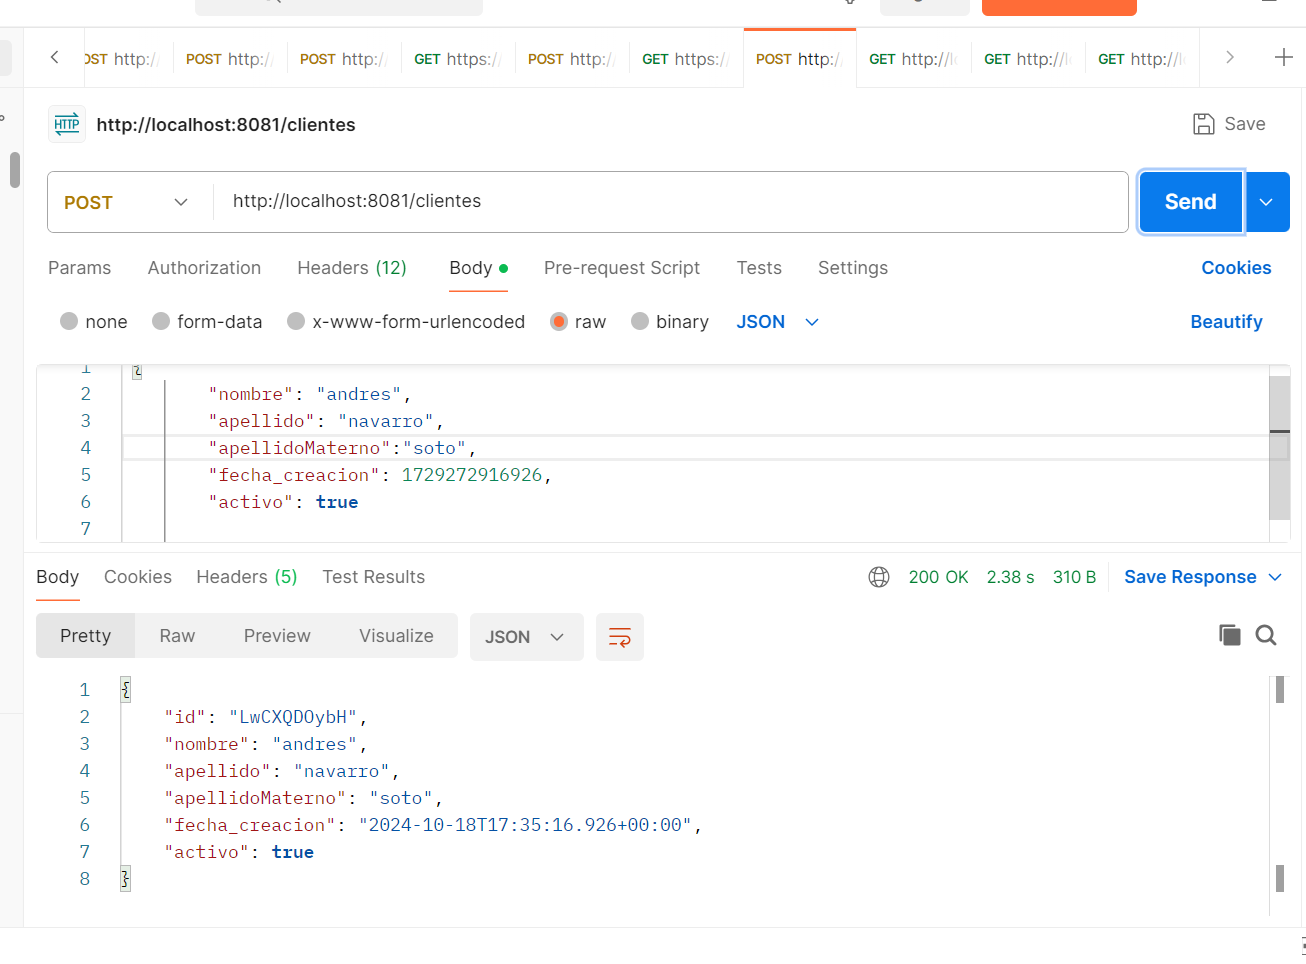 OST http:/
POST http:/
POST http:/
GET https:/
POST http:/
GET https:/
POST http:/
GET http://l
GET http://l
GET http://l
HTTP http://localhost:8081/clientes
Save
POST http://localhost:8081/clientes
Send
Params Authorization Headers (12) Body Pre-request Script Tests Settings Cookies
none form-data x-www-form-urlencoded raw binary JSON Beautify
1 {
2 "nombre": "andres",
3 "apellido": "navarro",
4 "apellidoMaterno":"soto",
5 "fecha_creacion": 1729272916926,
6 "activo": true
7
Body Cookies Headers (5) Test Results 200 OK 2.38 s 310 B Save Response
Pretty Raw Preview Visualize JSON
1 {
2 "id": "LwCXQDOybH",
3 "nombre": "andres",
4 "apellido": "navarro",
5 "apellidoMaterno": "soto",
6 "fecha_creacion": "2024-10-18T17:35:16.926+00:00",
7 "activo": true
8 }